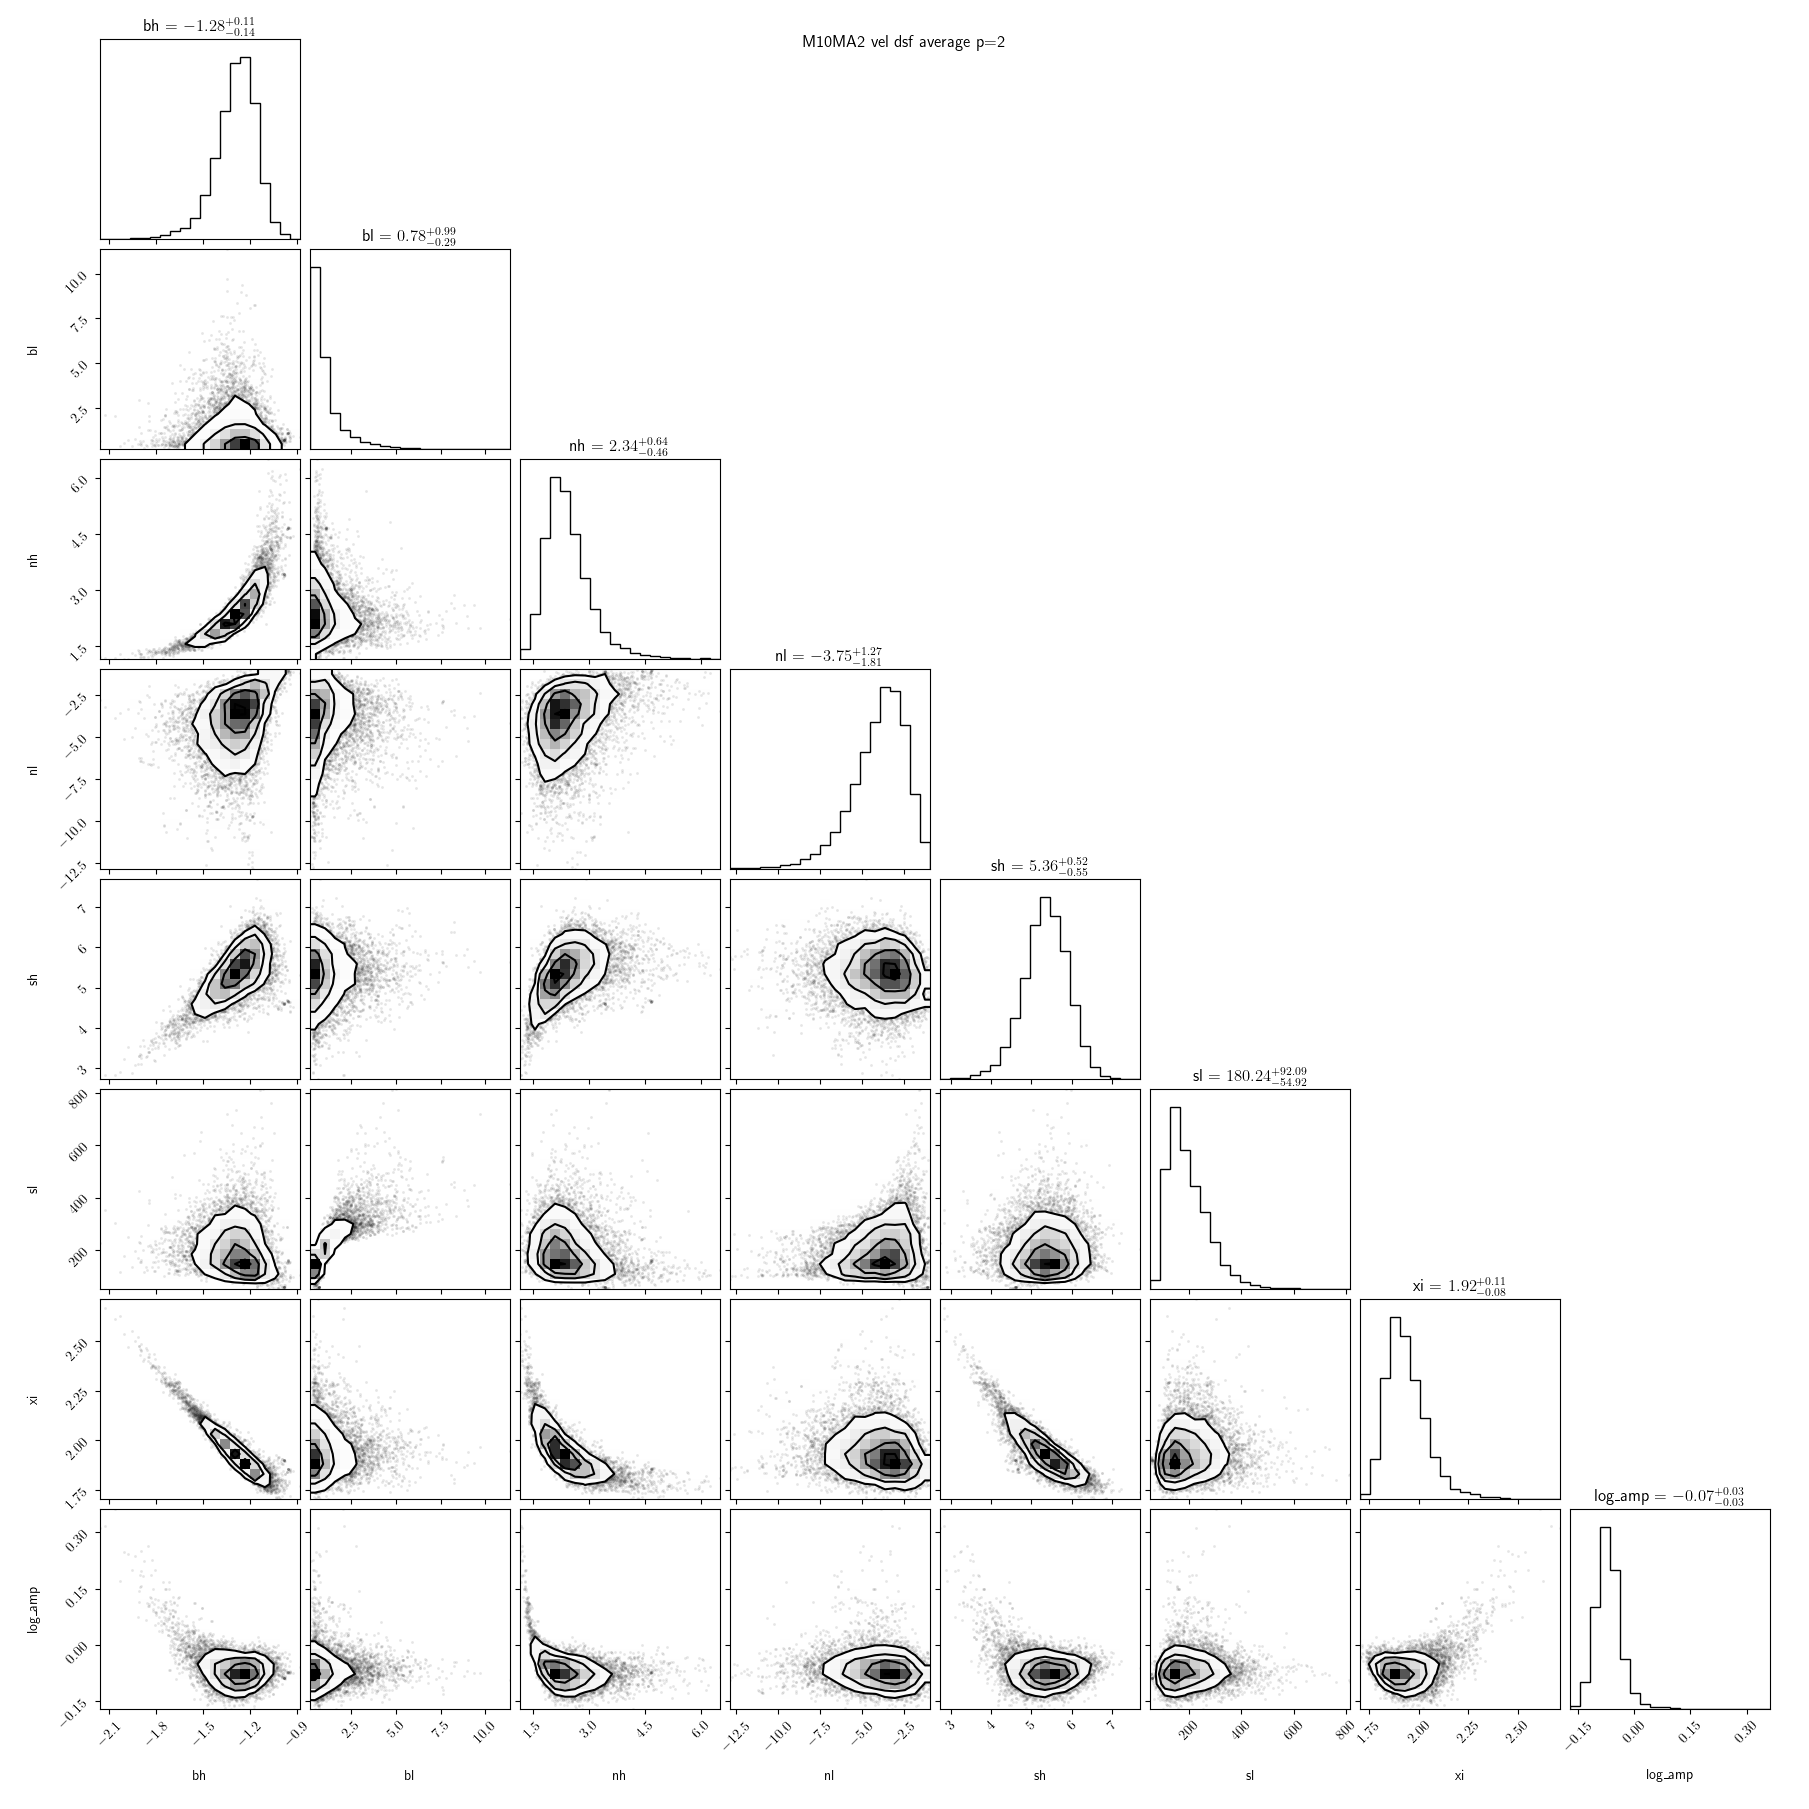 M10MA2 vel dsf average p=2
bh = −1.28 +0.11 −0.14
bl = 0.78 +0.99 −0.29
10.0
7.5
5.0
2.5
bl
nh = 2.34 +0.64 −0.46
6.0
4.5
3.0
1.5
nh
nl = −3.75 +1.27 −1.81
−2.5
−5.0
−7.5
−10.0
−12.5
nl
sh = 5.36 +0.52 −0.55
7
6
5
4
3
sh
sl = 180.24 +92.09 −54.92
800
600
400
200
sl
xi = 1.92 +0.11 −0.08
2.50
2.25
2.00
1.75
xi
log_amp = −0.07 +0.03 −0.03
0.30
0.15
0.00
−0.15
log_amp
−2.1 −1.8 −1.5 −1.2 −0.9 2.5 5.0 7.5 10.0 1.5 3.0 4.5 6.0 −12.5 −10.0 −7.5 −5.0 −2.5 3 4 5 6 7 200 400 600 800 1.75 2.00 2.25 2.50 −0.15 0.00 0.15 0.30
bh bl nh nl sh sl xi log_amp